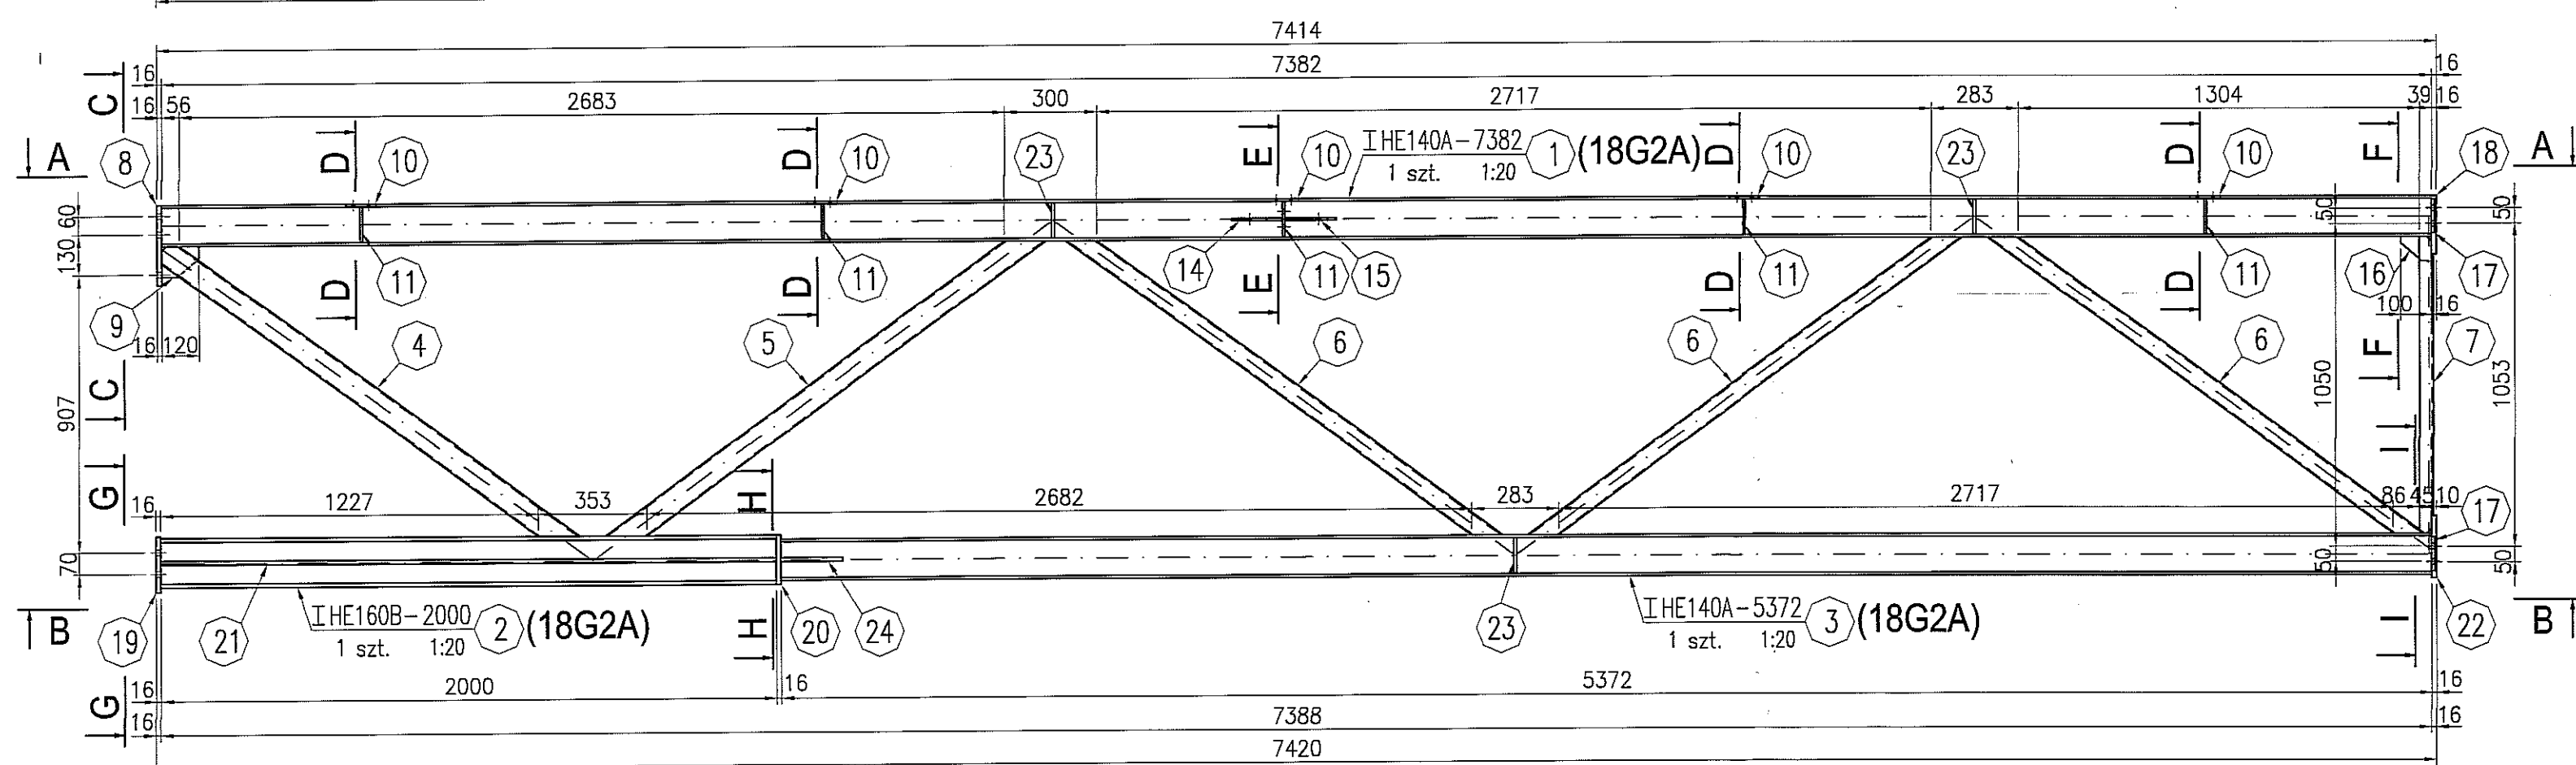 7414
16 7382 16
16 56 2683 300 2717 283 1304 39 16
C
A D D E D D F A
8 10 10 23 10 IHE140A-7382 1 (18G2A) 10 23 10 18
1 szt. 1:20
60 50 50
130
11 11 14 11 15 11 11 16 17
D D E D D
9 100 16
16 120 4 5 6 6 6 F 7
C
907 1050 1053
G H I
16 1227 353 2682 283 2717 86 45 10
17
70 50 50
IHE160B-2000 2 (18G2A)
1 szt. 1:20
IHE140A-5372 3 (18G2A)
1 szt. 1:20
B 19 21 H 20 24 23 I 22 B
G 16 2000 16 5372 16
16 7388 16
7420